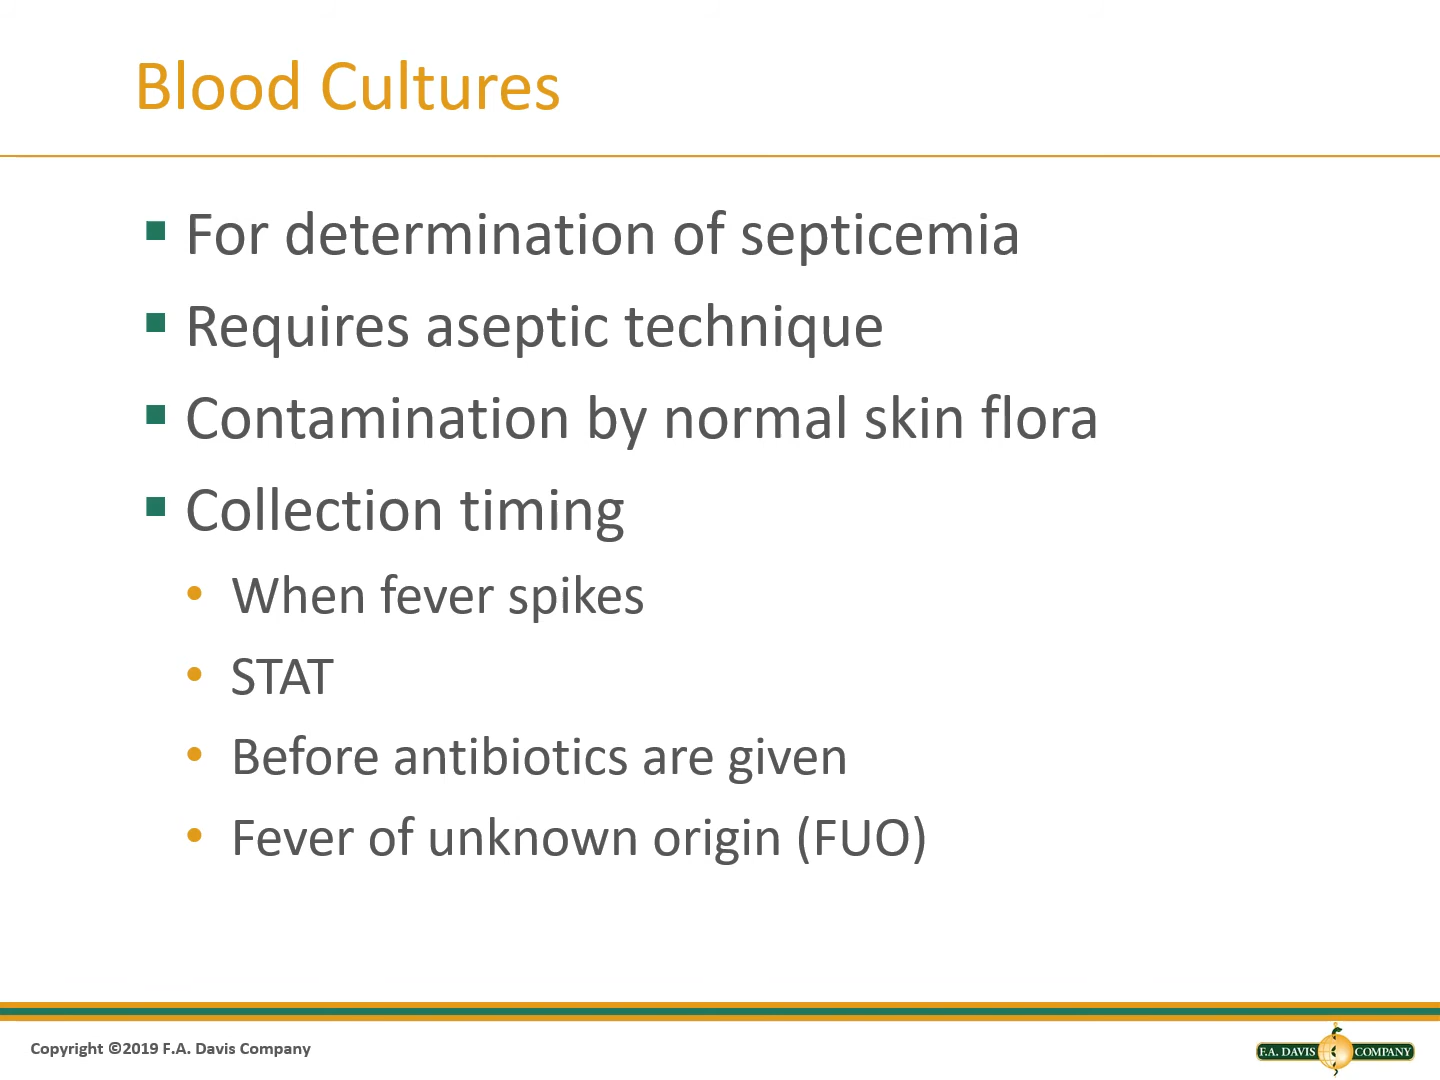 Blood Cultures
For determination of septicemia
Requires aseptic technique
Contamination by normal skin flora
Collection timing
When fever spikes
STAT
Before antibiotics are given
Fever of unknown origin (FUO)
Copyright ©2019 F.A. Davis Company
F.A. DAVIS COMPANY